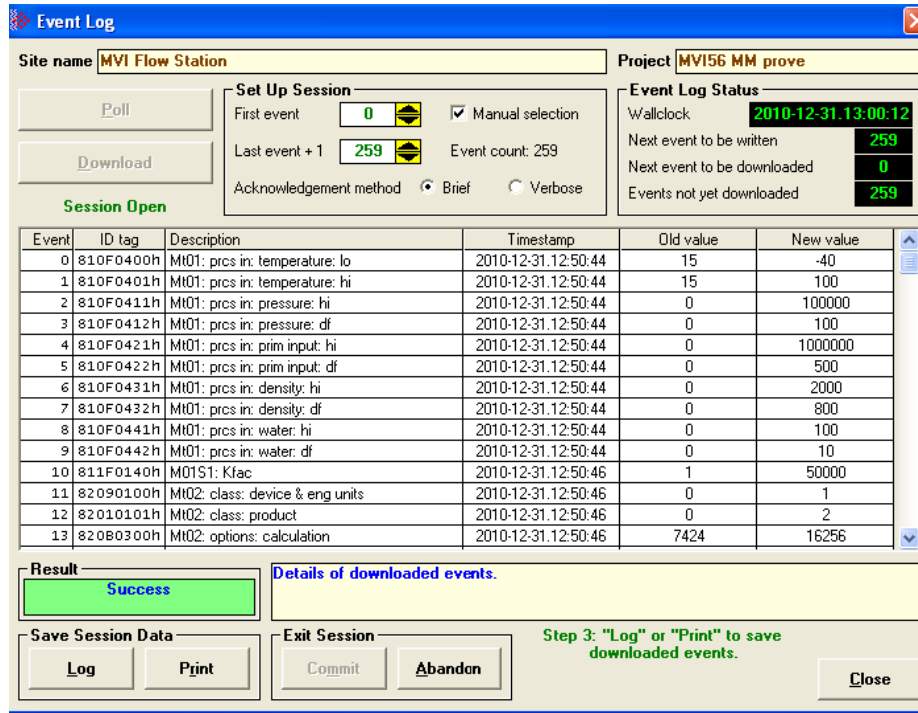 Event Log
Site name MVI Flow Station Project MVI56 MM prove
Poll
Download
Session Open
Set Up Session
First event 0 Manual selection
Last event + 1 259 Event count: 259
Acknowledgement method Brief Verbose
Event Log Status
Wallclock 2010-12-31.13:00:12
Next event to be written 259
Next event to be downloaded 0
Events not yet downloaded 259
Event ID tag Description Timestamp Old value New value
0 810F0400h Mt01: prcs in: temperature: lo 2010-12-31.12:50:44 15 -40
1 810F0401h Mt01: prcs in: temperature: hi 2010-12-31.12:50:44 15 100
2 810F0411h Mt01: prcs in: pressure: hi 2010-12-31.12:50:44 0 100000
3 810F0412h Mt01: prcs in: pressure: df 2010-12-31.12:50:44 0 100
4 810F0421h Mt01: prcs in: prim input: hi 2010-12-31.12:50:44 0 1000000
5 810F0422h Mt01: prcs in: prim input: df 2010-12-31.12:50:44 0 500
6 810F0431h Mt01: prcs in: density: hi 2010-12-31.12:50:44 0 2000
7 810F0432h Mt01: prcs in: density: df 2010-12-31.12:50:44 0 800
8 810F0441h Mt01: prcs in: water: hi 2010-12-31.12:50:44 0 100
9 810F0442h Mt01: prcs in: water: df 2010-12-31.12:50:44 0 10
10 811F0140h M01S1: Kfac 2010-12-31.12:50:46 1 50000
11 82090100h Mt02: class: device & eng units 2010-12-31.12:50:46 0 1
12 82010101h Mt02: class: product 2010-12-31.12:50:46 0 2
13 820B0300h Mt02: options: calculation 2010-12-31.12:50:46 7424 16256
Result
Success
Details of downloaded events.
Save Session Data
Log Print
Exit Session
Commit Abandon
Step 3: "Log" or "Print" to save
downloaded events.
Close